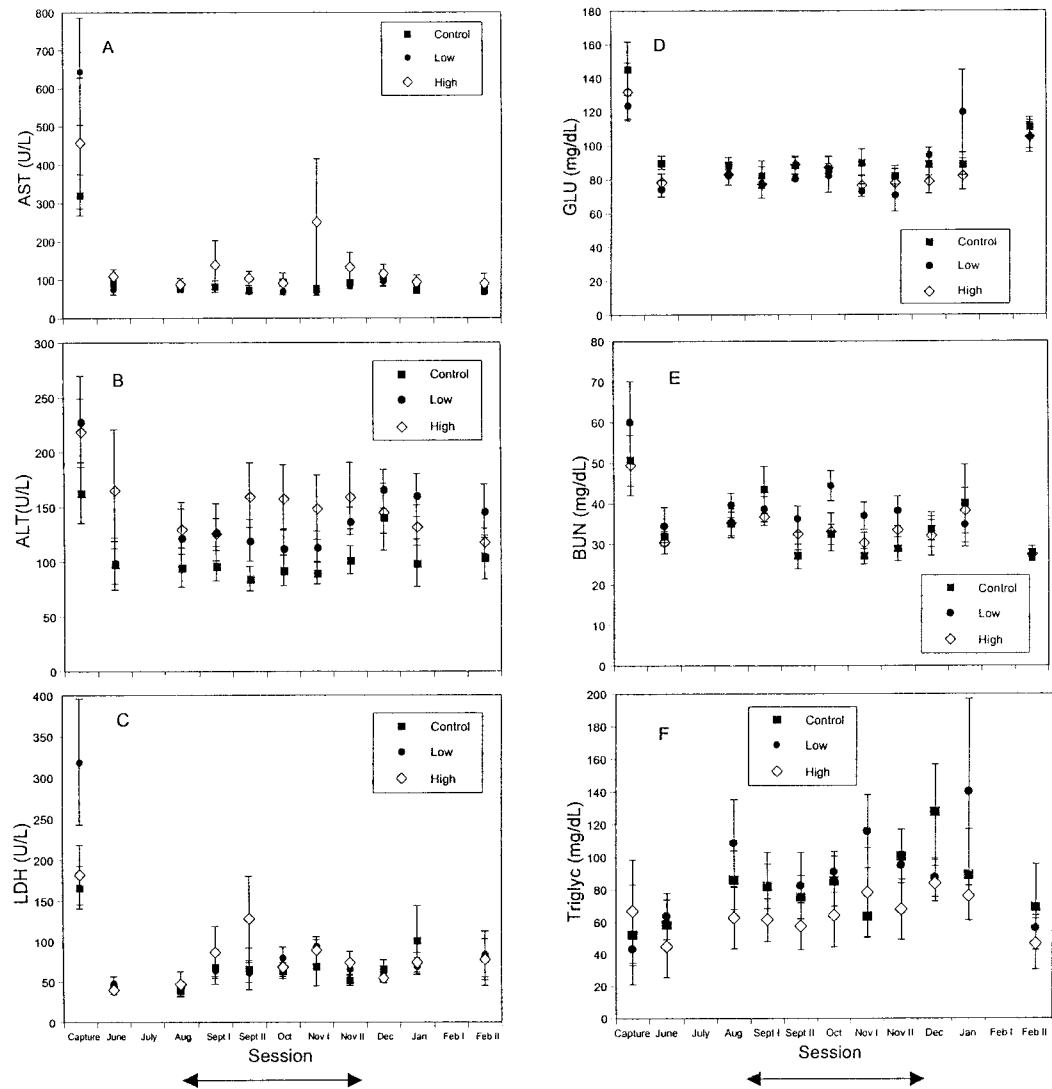 A
AST (U/L)
800
700
600
500
400
300
200
100
0
Control
Low
High
B
ALT(U/L)
250
300
250
200
150
100
50
0
Control
Low
High
C
LDH (U/L)
400
350
300
250
200
150
100
50
0
Control
Low
High
Capture June July Aug Sept I Sept II Oct Nov I Nov II Dec Jan Feb I Feb II
Session
D
GLU (mg/dL)
180
160
140
120
100
80
60
40
20
0
Control
Low
High
E
BUN (mg/dL)
80
70
60
50
40
30
20
10
0
Control
Low
High
F
Triglyc (mg/dL)
200
180
160
140
120
100
80
60
40
20
0
Control
Low
High
Capture June July Aug Sept I Sept II Oct Nov I Nov II Dec Jan Feb I Feb II
Session